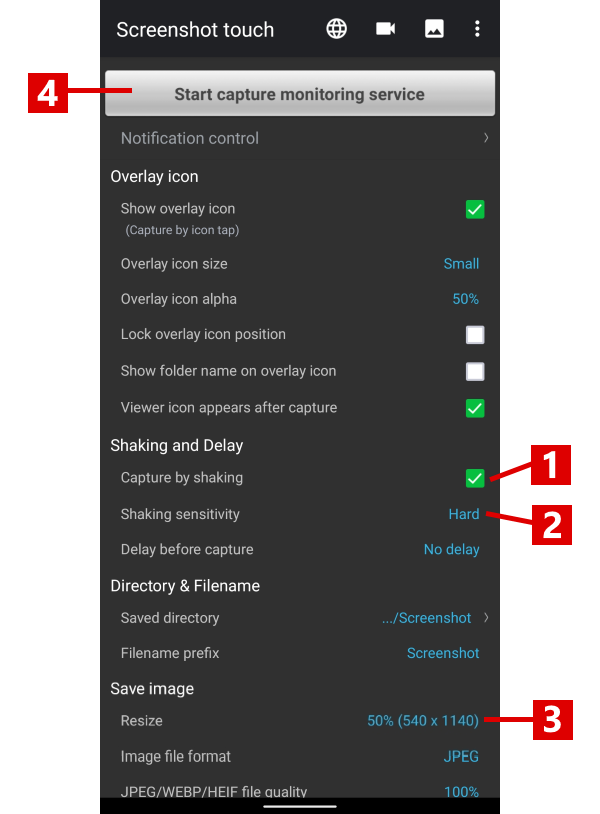 Screenshot touch
4
Start capture monitoring service
Notification control
Overlay icon
Show overlay icon
(Capture by icon tap)
Overlay icon size Small
Overlay icon alpha 50%
Lock overlay icon position
Show folder name on overlay icon
Viewer icon appears after capture
Shaking and Delay
Capture by shaking 1
Shaking sensitivity Hard 2
Delay before capture No delay
Directory & Filename
Saved directory .../Screenshot
Filename prefix Screenshot
Save image
Resize 50% (540 x 1140) 3
Image file format JPEG
JPEG/WEBP/HEIF file quality 100%